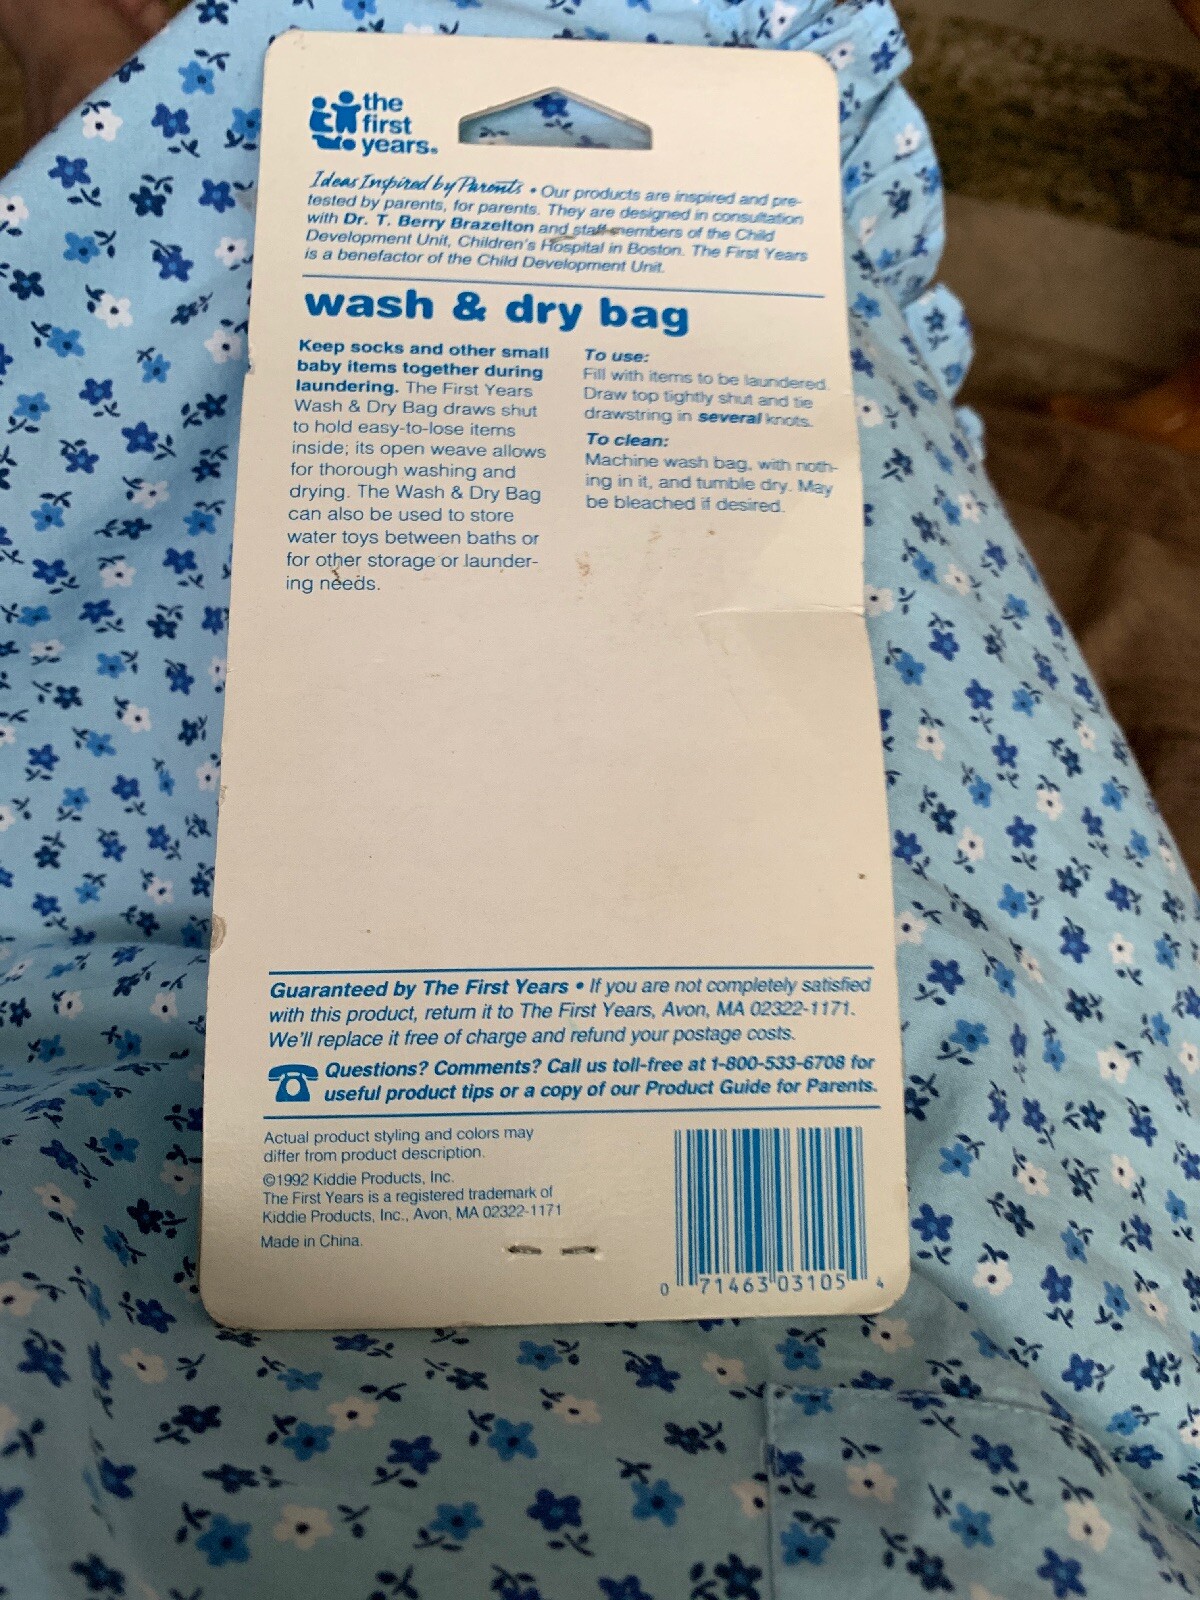 the
first
years®
Ideas Inspired by Parents • Our products are inspired and pre-
tested by parents, for parents. They are designed in consultation
with Dr. T. Berry Brazelton and staff members of the Child
Development Unit, Children's Hospital in Boston. The First Years
is a benefactor of the Child Development Unit.
wash & dry bag
Keep socks and other small
baby items together during
laundering. The First Years
Wash & Dry Bag draws shut
to hold easy-to-lose items
inside; its open weave allows
for thorough washing and
drying. The Wash & Dry Bag
can also be used to store
water toys between baths or
for other storage or launder-
ing needs.
To use:
Fill with items to be laundered.
Draw top tightly shut and tie
drawstring in several knots.
To clean:
Machine wash bag, with noth-
ing in it, and tumble dry. May
be bleached if desired.
Guaranteed by The First Years • If you are not completely satisfied
with this product, return it to The First Years, Avon, MA 02322-1171.
We'll replace it free of charge and refund your postage costs.
Questions? Comments? Call us toll-free at 1-800-533-6708 for
useful product tips or a copy of our Product Guide for Parents.
Actual product styling and colors may
differ from product description.
©1992 Kiddie Products, Inc.
The First Years is a registered trademark of
Kiddie Products, Inc., Avon, MA 02322-1171
Made in China.
0 71463 03105 4